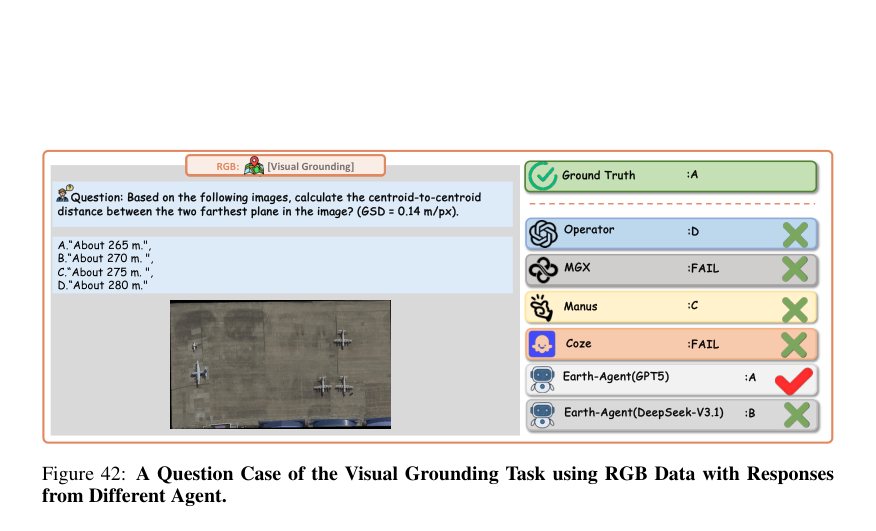 RGB: [Visual Grounding]
Question: Based on the following images, calculate the centroid-to-centroid
distance between the two farthest plane in the image? (GSD = 0.14 m/px).
A."About 265 m.",
B."About 270 m. ",
C."About 275 m. ",
D."About 280 m."
Ground Truth :A
Operator :D
MGX :FAIL
Manus :C
Coze :FAIL
Earth-Agent(GPT5) :A
Earth-Agent(DeepSeek-V3.1) :B
Figure 42: A Question Case of the Visual Grounding Task using RGB Data with Responses
from Different Agent.